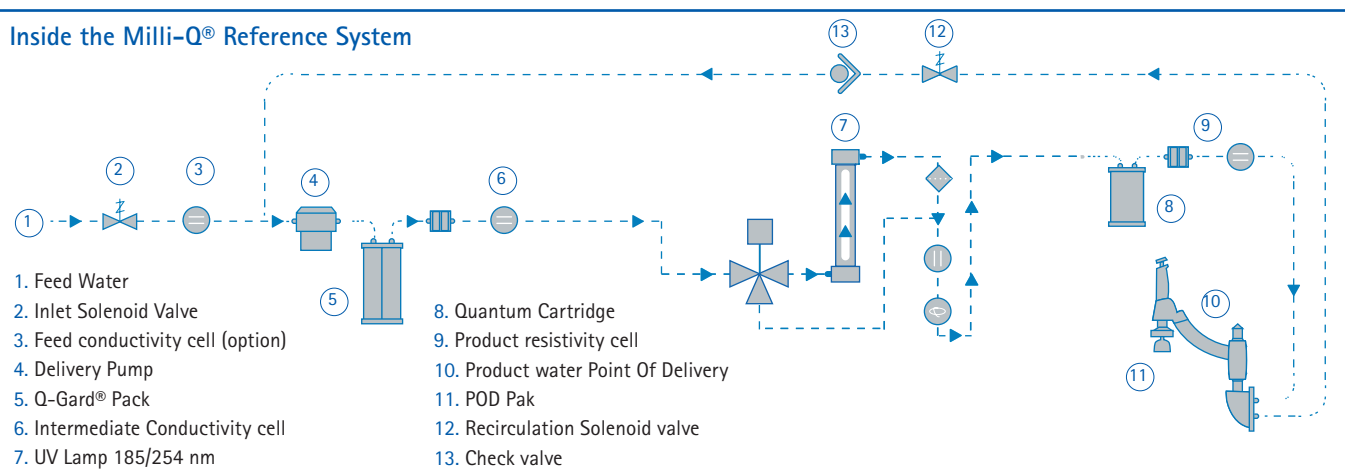 Inside the Milli-Q® Reference System
13
12
7
9
2
3
4
6
1
8
5
10
11
1. Feed Water
2. Inlet Solenoid Valve
3. Feed conductivity cell (option)
4. Delivery Pump
5. Q-Gard® Pack
6. Intermediate Conductivity cell
7. UV Lamp 185/254 nm
8. Quantum Cartridge
9. Product resistivity cell
10. Product water Point Of Delivery
11. POD Pak
12. Recirculation Solenoid valve
13. Check valve